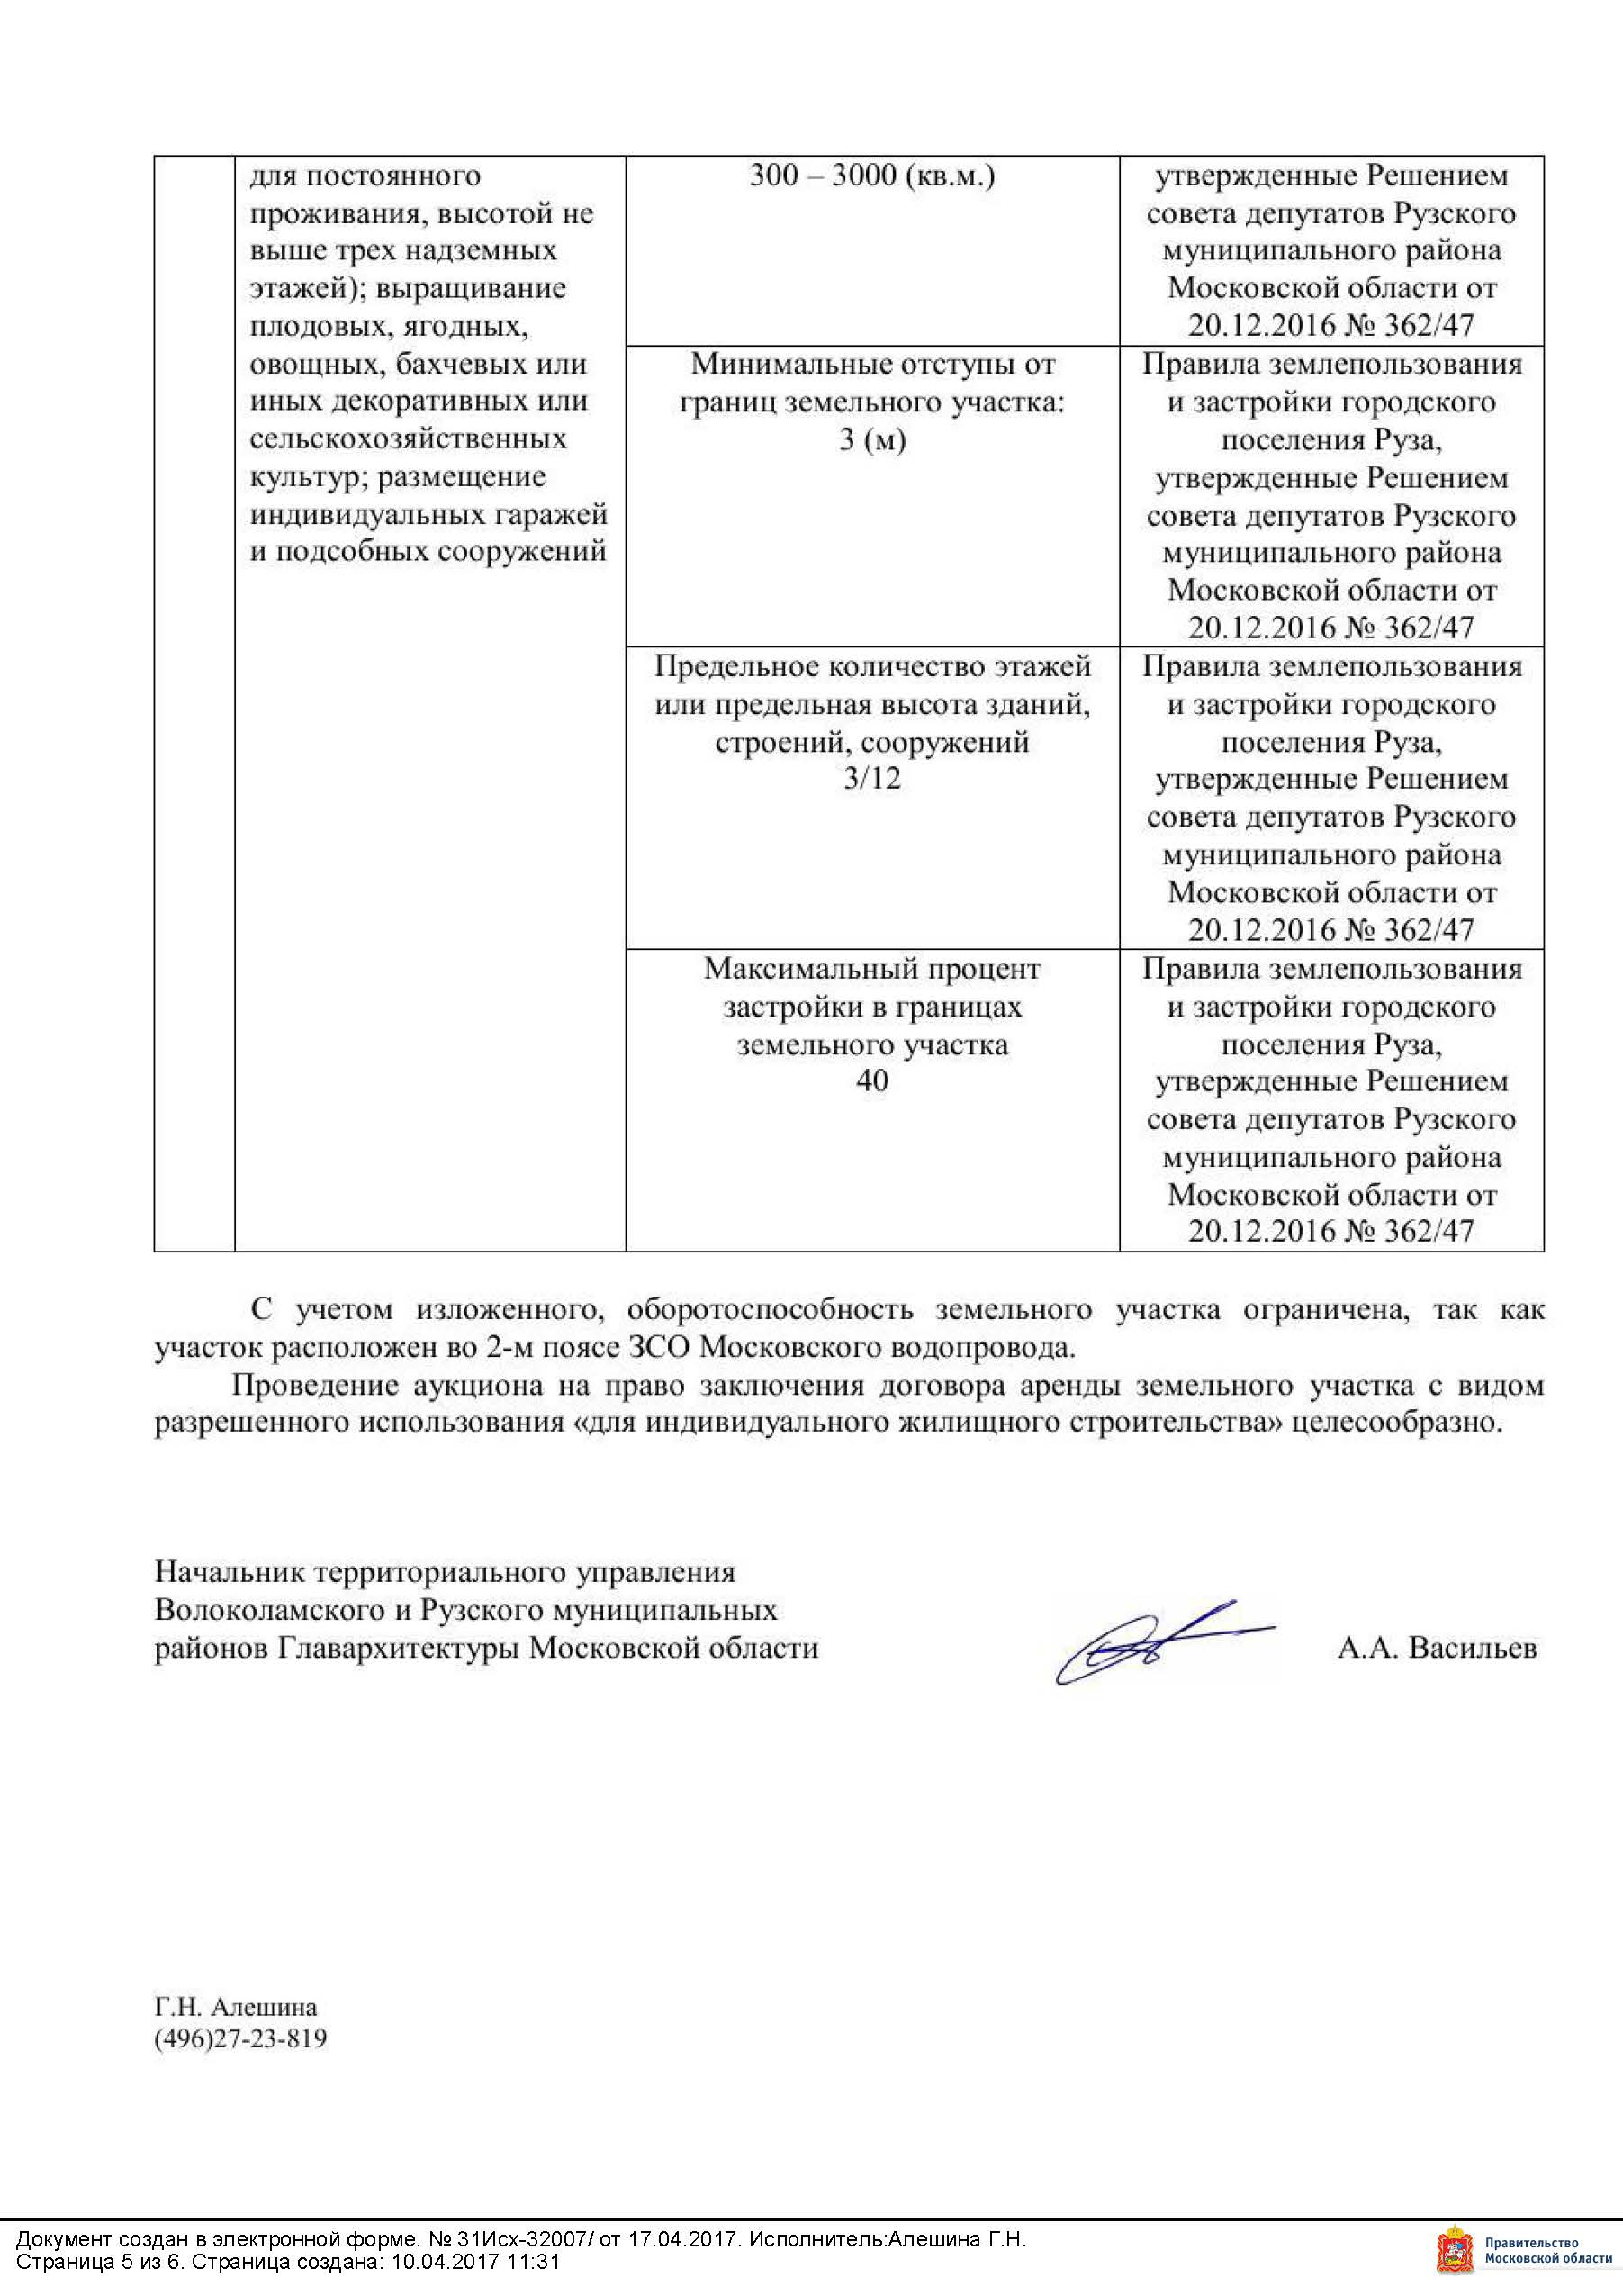 для постоянного
проживания, высотой не
выше трех надземных
этажей); выращивание
плодовых, ягодных,
овощных, бахчевых или
иных декоративных или
сельскохозяйственных
культур; размещение
индивидуальных гаражей
и подсобных сооружений
300 – 3000 (кв.м.)
утвержденные Решением
совета депутатов Рузского
муниципального района
Московской области от
20.12.2016 № 362/47
Минимальные отступы от
границ земельного участка:
3 (м)
Правила землепользования
и застройки городского
поселения Руза,
утвержденные Решением
совета депутатов Рузского
муниципального района
Московской области от
20.12.2016 № 362/47
Предельное количество этажей
или предельная высота зданий,
строений, сооружений
3/12
Правила землепользования
и застройки городского
поселения Руза,
утвержденные Решением
совета депутатов Рузского
муниципального района
Московской области от
20.12.2016 № 362/47
Максимальный процент
застройки в границах
земельного участка
40
Правила землепользования
и застройки городского
поселения Руза,
утвержденные Решением
совета депутатов Рузского
муниципального района
Московской области от
20.12.2016 № 362/47
С учетом изложенного, оборотоспособность земельного участка ограничена, так как
участок расположен во 2-м поясе ЗСО Московского водопровода.
Проведение аукциона на право заключения договора аренды земельного участка с видом
разрешенного использования «для индивидуального жилищного строительства» целесообразно.
Начальник территориального управления
Волоколамского и Рузского муниципальных
районов Главархитектуры Московской области
А.А. Васильев
Г.Н. Алешина
(496)27-23-819
Документ создан в электронной форме. № 31Исх-32007/ от 17.04.2017. Исполнитель:Алешина Г.Н.
Страница 5 из 6. Страница создана: 10.04.2017 11:31
Правительство
Московской области